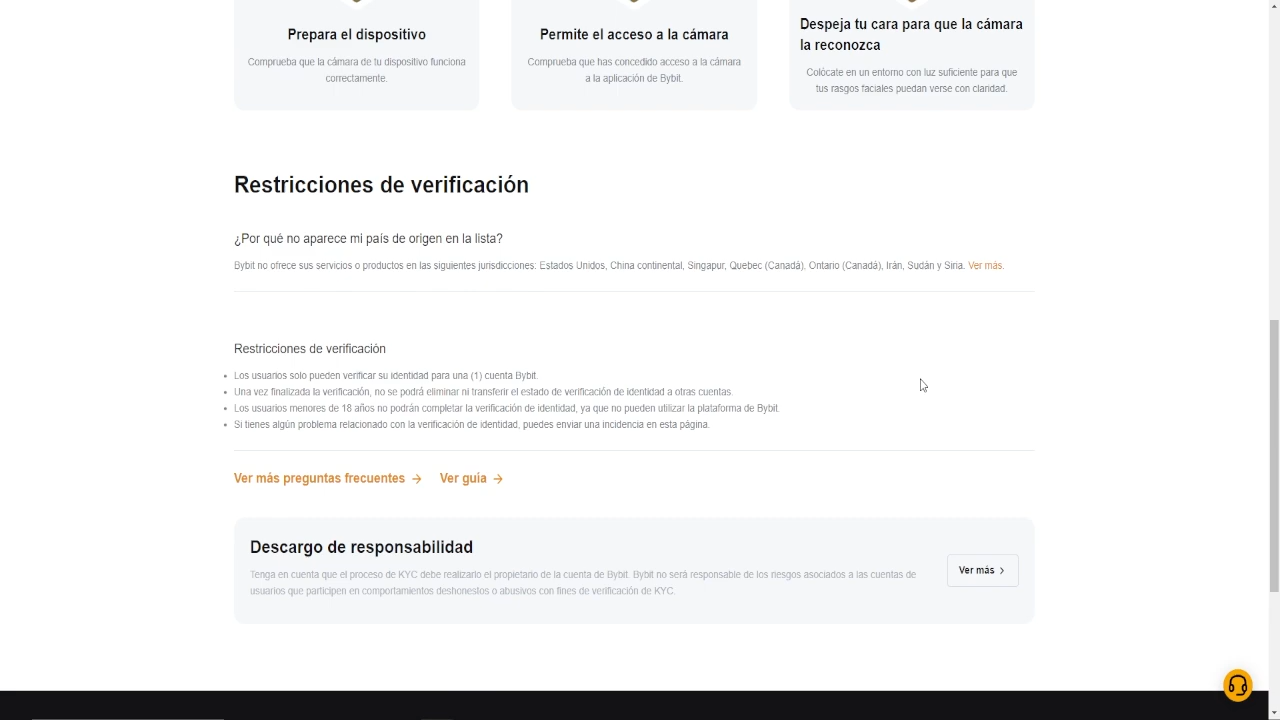 Prepara el dispositivo
Comprueba que la cámara de tu dispositivo funciona
correctamente.
Permite el acceso a la cámara
Comprueba que has concedido acceso a la cámara
a la aplicación de Bybit.
Despeja tu cara para que la cámara
la reconozca
Colócate en un entorno con luz suficiente para que
tus rasgos faciales puedan verse con claridad.
Restricciones de verificación
¿Por qué no aparece mi país de origen en la lista?
Bybit no ofrece sus servicios o productos en las siguientes jurisdicciones: Estados Unidos, China continental, Singapur, Quebec (Canadá). Ontario (Canadá), Irán, Sudán y Siria. Ver más.
Restricciones de verificación
• Los usuarios solo pueden verificar su identidad para una (1) cuenta Bybit.
• Una vez finalizada la verificación, no se podrá eliminar ni transferir el estado de verificación de identidad a otras cuentas.
• Los usuarios menores de 18 años no podrán completar la verificación de identidad, ya que no pueden utilizar la plataforma de Bybit.
• Si tienes algún problema relacionado con la verificación de identidad, puedes enviar una incidencia en esta página.
Ver más preguntas frecuentes → Ver guía →
Descargo de responsabilidad
Tenga en cuenta que el proceso de KYC debe realizarlo el propietario de la cuenta de Bybit. Bybit no será responsable de los riesgos asociados a las cuentas de
usuarios que participen en comportamientos deshonestos o abusivos con fines de verificación de KYC.
Ver más >